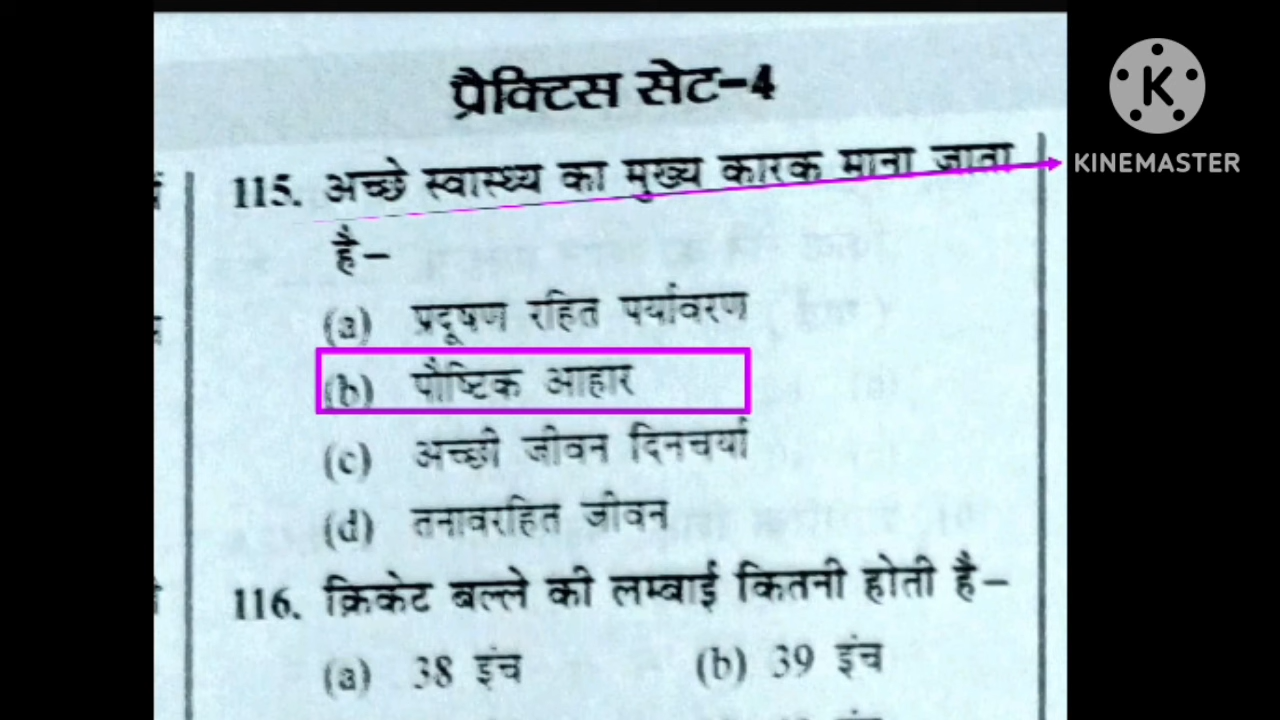 प्रैक्टिस सेट-4
K
KINEMASTER
115. अच्छे स्वास्थ्य का मुख्य कारक माना जाता
है–
(a) प्रदूषण रहित पर्यावरण
(b) पौष्टिक आहार
(c) अच्छी जीवन दिनचर्या
(d) तनावरहित जीवन
116. क्रिकेट बल्ले की लम्बाई कितनी होती है–
(a) 38 इंच (b) 39 इंच